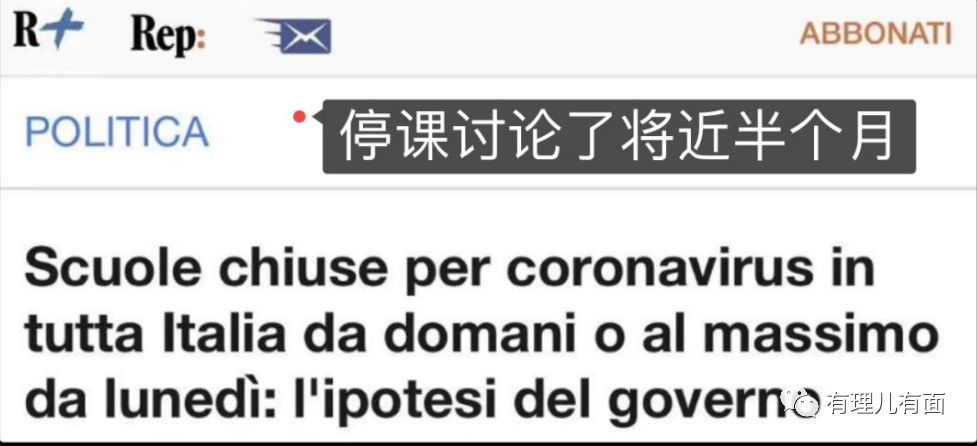 R+ Rep: ABBONATI
POLITICA
停课讨论了将近半个月
Scuole chiuse per coronavirus in
tutta Italia da domani o al massimo
da lunedì: l'ipotesi del governo
有理儿有面